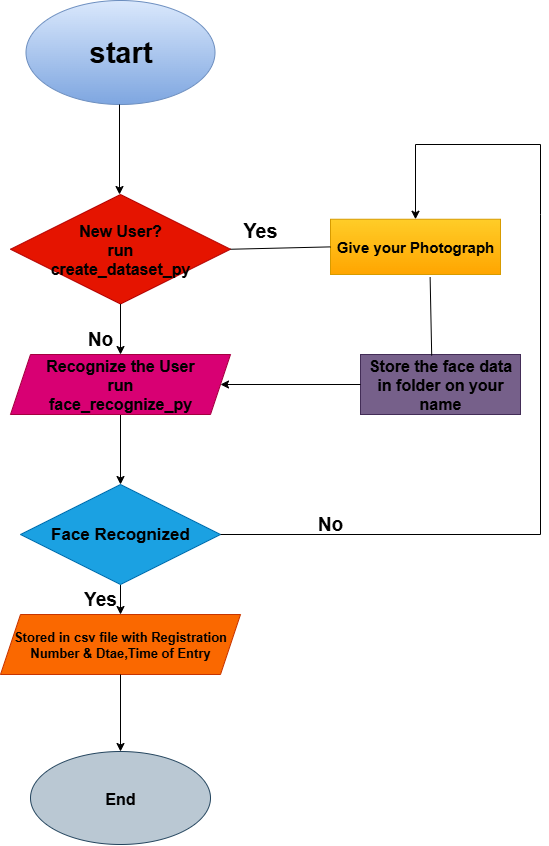 start
New User?
run
create_dataset_py
Yes
Give your Photograph
No
Recognize the User
run
face_recognize_py
Store the face data
in folder on your
name
Face Recognized
No
Yes
Stored in csv file with Registration
Number & Dtae,Time of Entry
End